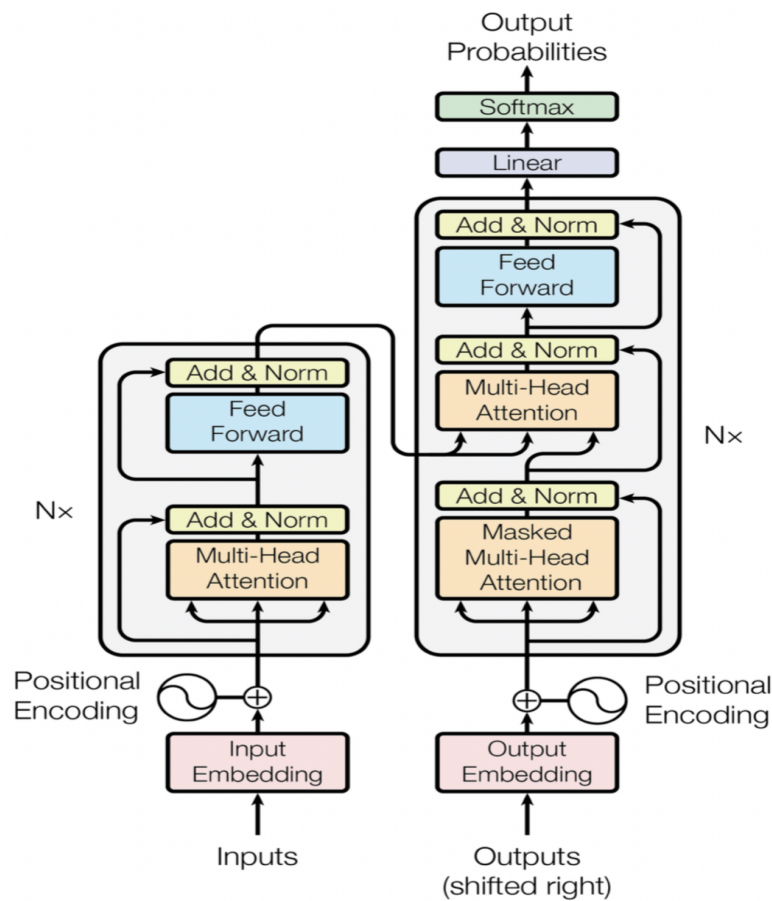 Output
Probabilities
Softmax
Linear
Add & Norm
Feed
Forward
Add & Norm
Multi-Head
Attention
Add & Norm
Masked
Multi-Head
Attention
Nx
Add & Norm
Feed
Forward
Add & Norm
Multi-Head
Attention
Nx
Positional
Encoding
Positional
Encoding
Input
Embedding
Output
Embedding
Inputs
Outputs
(shifted right)